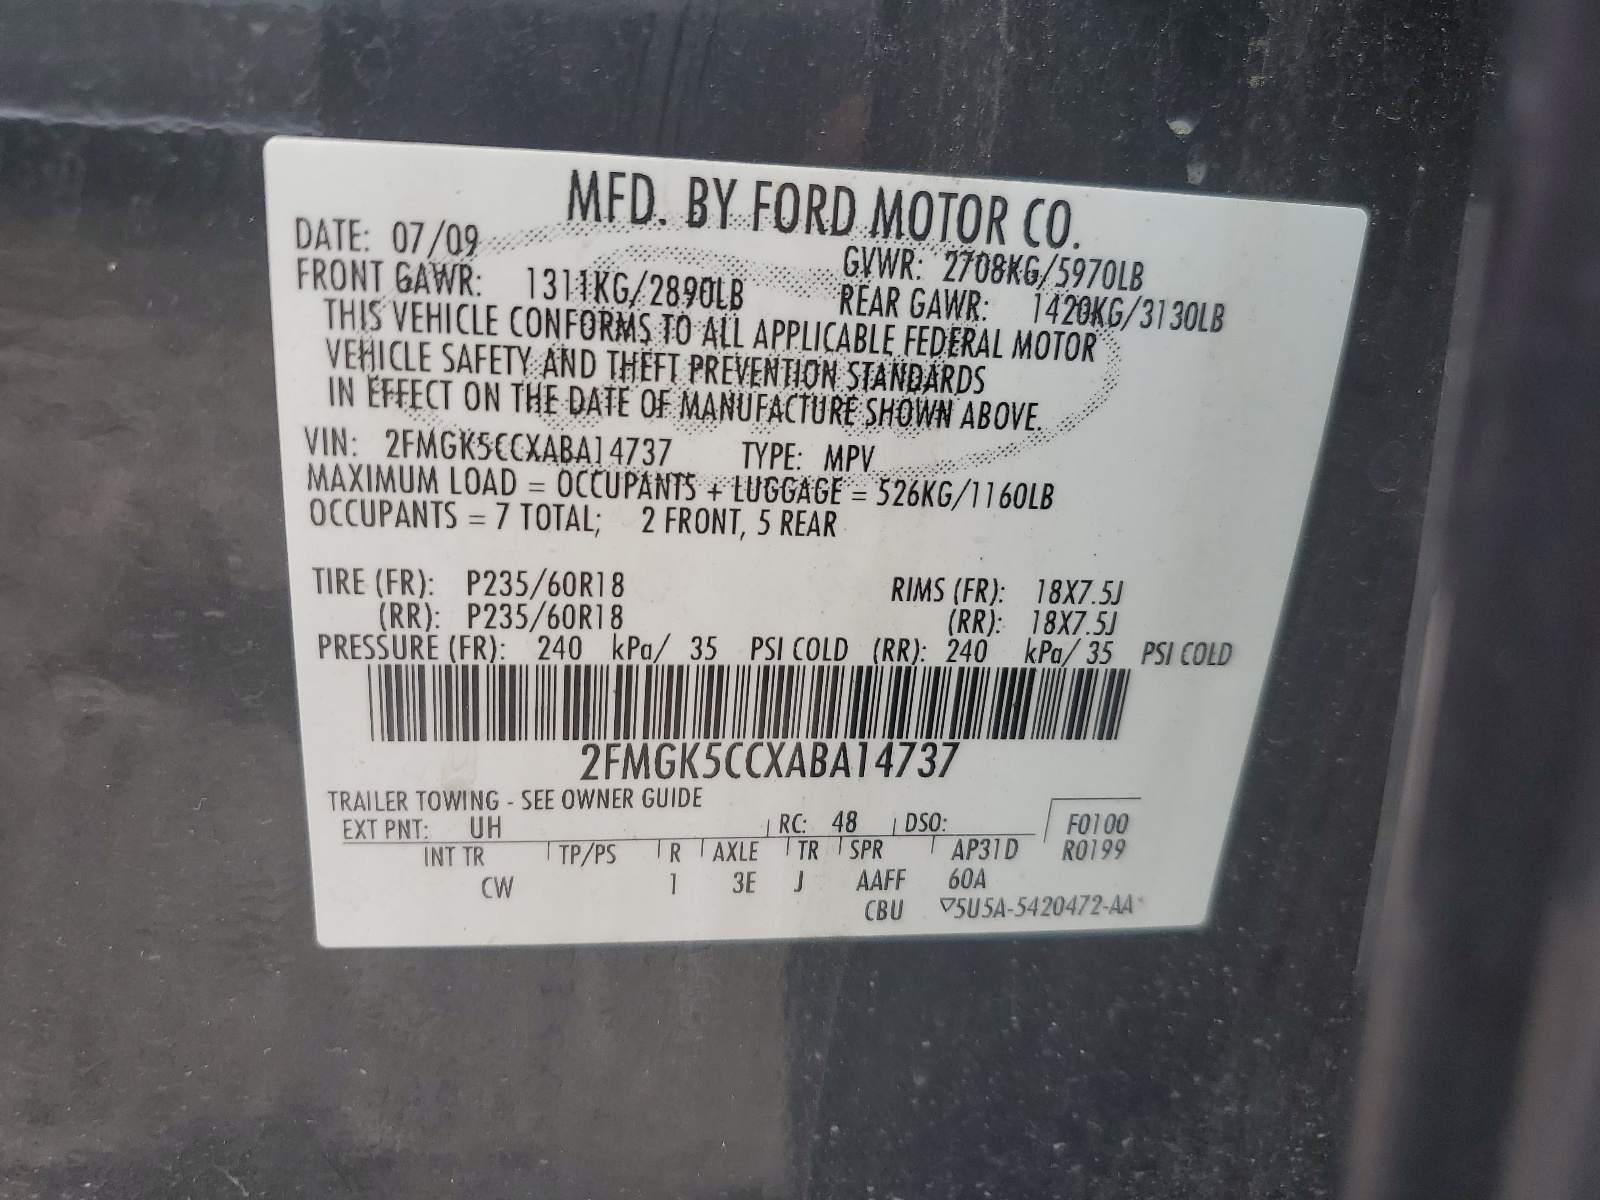 MFD. BY FORD MOTOR CO.
DATE: 07/09 GVWR: 2708KG/5970LB
FRONT GAWR: 1311KG/2890LB REAR GAWR: 1420KG/3130LB
THIS VEHICLE CONFORMS TO ALL APPLICABLE FEDERAL MOTOR
VEHICLE SAFETY AND THEFT PREVENTION STANDARDS
IN EFFECT ON THE DATE OF MANUFACTURE SHOWN ABOVE.
VIN: 2FMGK5CCXABA14737 TYPE: MPV
MAXIMUM LOAD = OCCUPANTS + LUGGAGE = 526KG/1160LB
OCCUPANTS = 7 TOTAL; 2 FRONT, 5 REAR
TIRE (FR): P235/60R18 RIMS (FR): 18X7.5J
(RR): P235/60R18 (RR): 18X7.5J
PRESSURE (FR): 240 kPa/ 35 PSI COLD (RR): 240 kPa/ 35 PSI COLD
2FMGK5CCXABA14737
TRAILER TOWING - SEE OWNER GUIDE
EXT PNT: UH RC: 48 DSO: F0100
INT TR TP/PS R AXLE TR SPR AP31D R0199
CW 1 3E J AAFF 60A
CBU ▽5U5A-5420472-AA